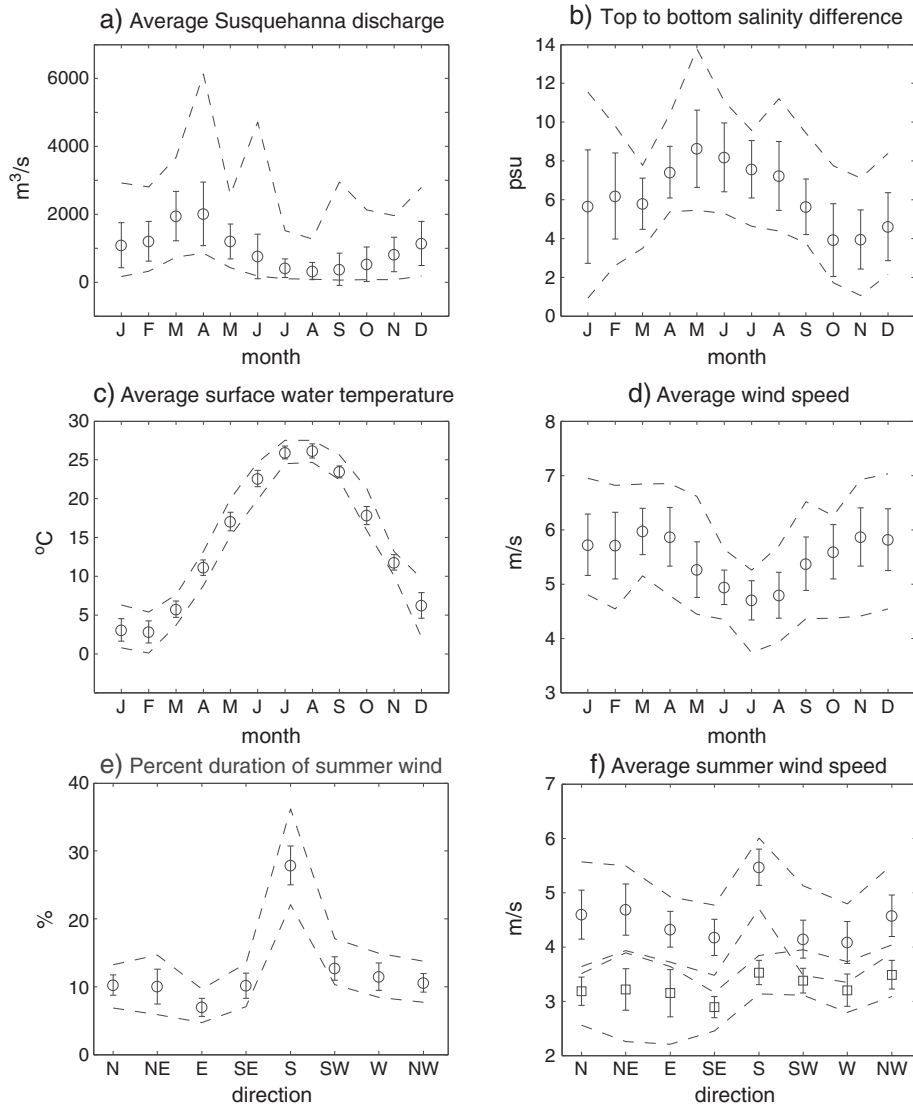 a) Average Susquehanna discharge
6000
4000
2000
0
m³/s
J F M A M J J A S O N D
month
b) Top to bottom salinity difference
14
12
10
8
6
4
2
0
psu
J F M A M J J A S O N D
month
c) Average surface water temperature
30
25
20
15
10
5
0
ºC
J F M A M J J A S O N D
month
d) Average wind speed
8
7
6
5
4
3
m/s
J F M A M J J A S O N D
month
e) Percent duration of summer wind
40
30
20
10
0
%
N NE E SE S SW W NW
direction
f) Average summer wind speed
7
6
5
4
3
2
m/s
N NE E SE S SW W NW
direction